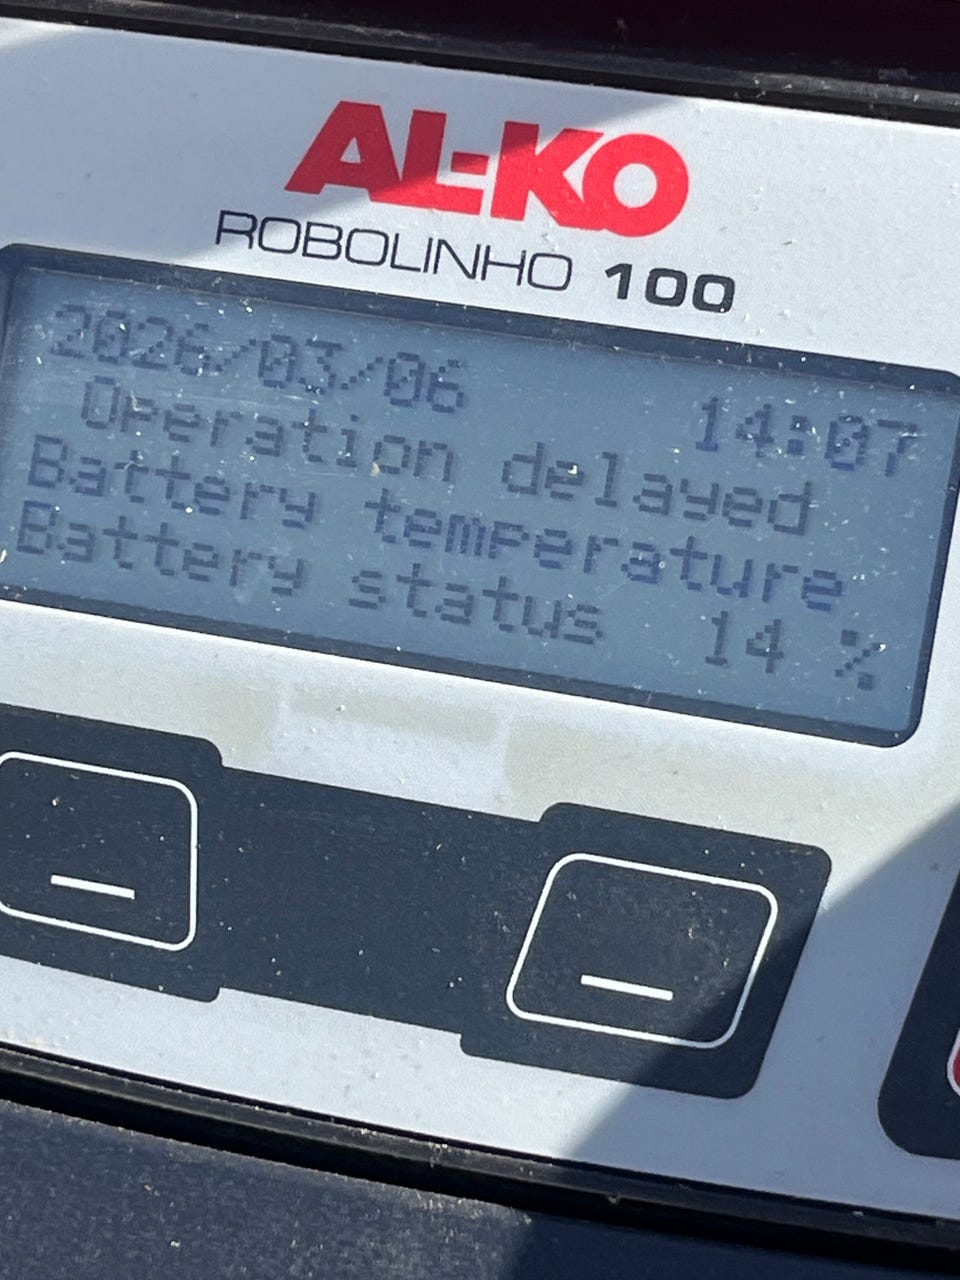 AL-KO
ROBOLINHO 100
2026/03/06 14:07
Operation delayed
Battery temperature
Battery status 14 %